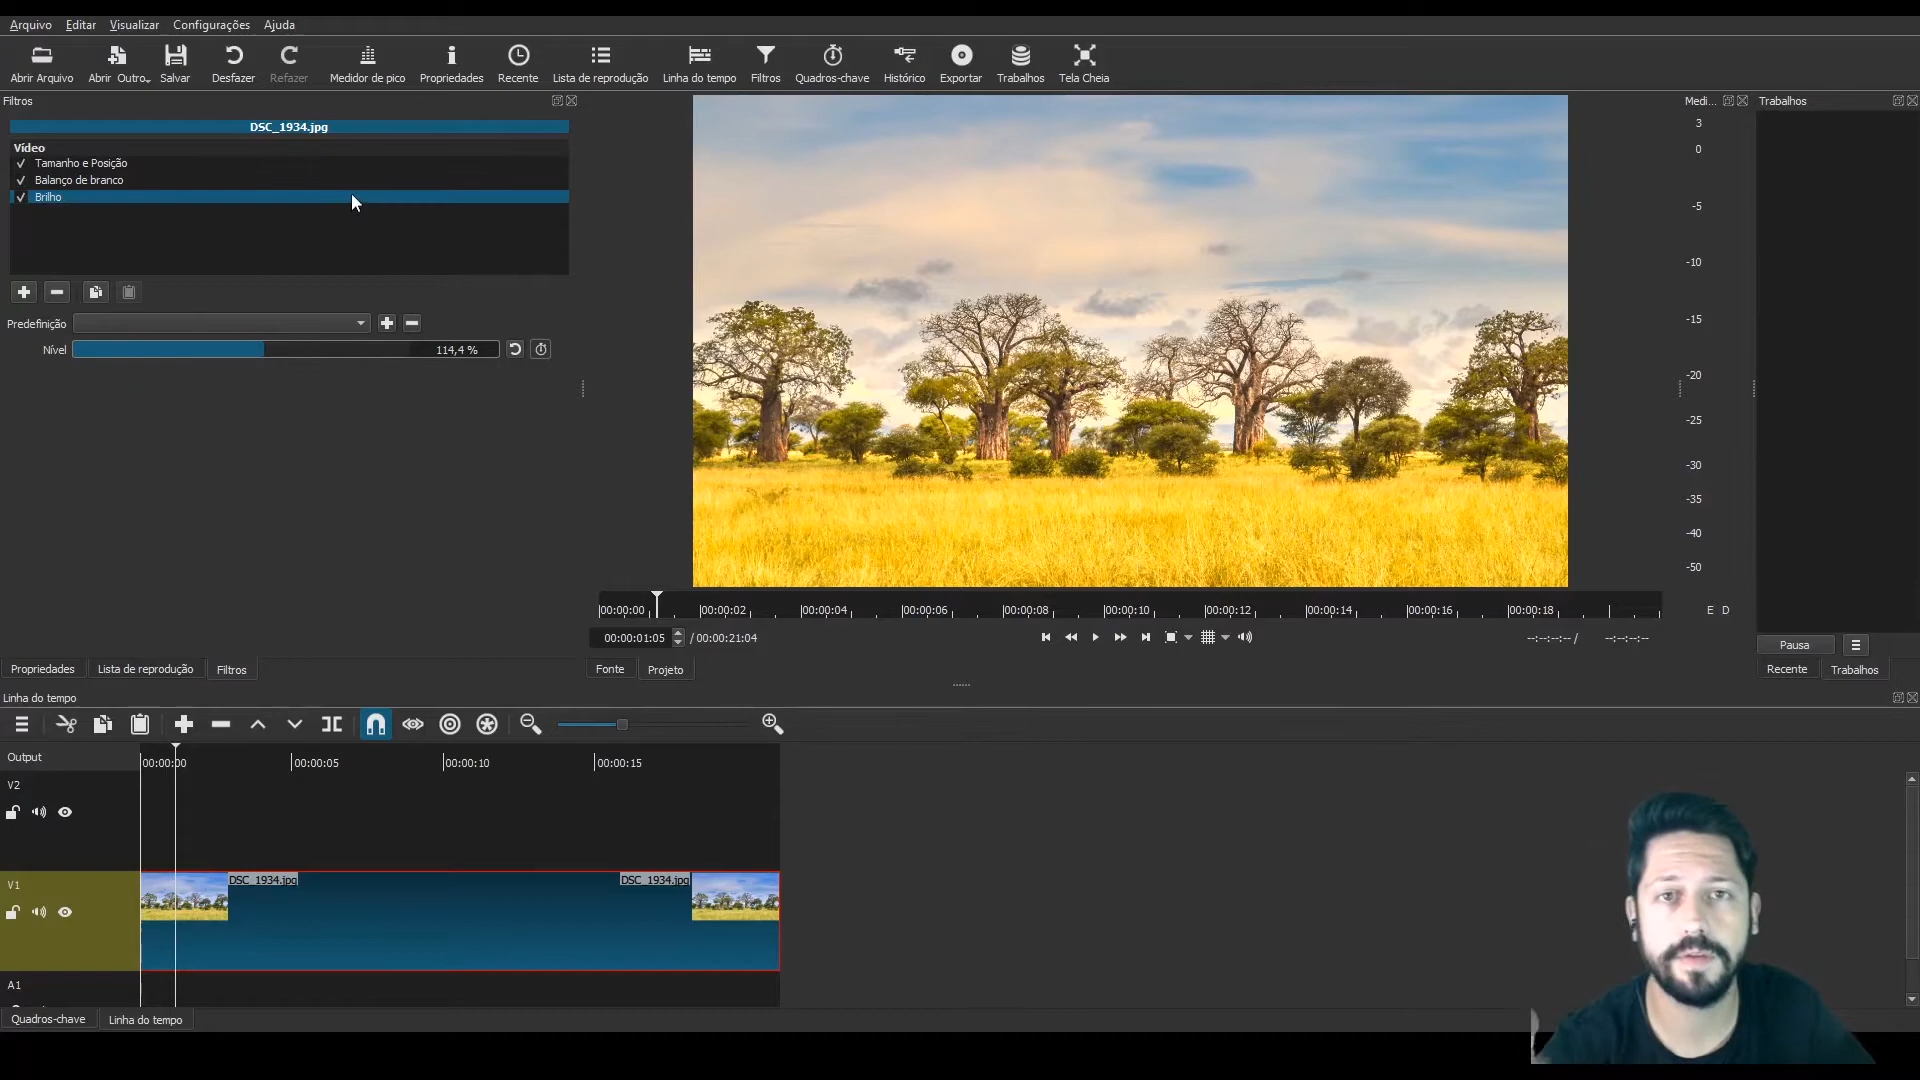 Arquivo Editar Visualizar Configurações Ajuda
Abrir Arquivo Abrir Outro Salvar Desfazer Refazer Medidor de pico Propriedades Recente Lista de reprodução Linha do tempo Filtros Quadros-chave Histórico Exportar Trabalhos Tela Cheia
Filtros
DSC_1934.jpg
Vídeo
Tamanho e Posição
Balanço de branco
Brilho
Predefinição
Nível 114,4 %
Medi...
3
0
-5
-10
-15
-20
-25
-30
-35
-40
-50
E D
Trabalhos
00:00:00 00:00:02 00:00:04 00:00:06 00:00:08 00:00:10 00:00:12 00:00:14 00:00:16 00:00:18
00:00:01:05 / 00:00:21:04 --:--:--:-- / --:--:--:--
Pausa
Propriedades Lista de reprodução Filtros
Fonte Projeto
Recente Trabalhos
Linha do tempo
Output
00:00:00 00:00:05 00:00:10 00:00:15
V2
V1
DSC_1934.jpg DSC_1934.jpg
A1
Quadros-chave Linha do tempo